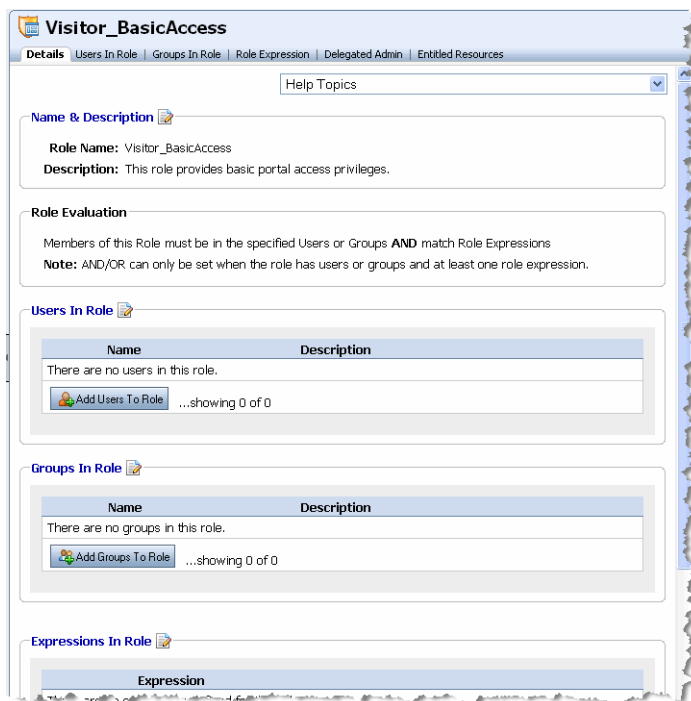 Visitor_BasicAccess
Details Users In Role | Groups In Role | Role Expression | Delegated Admin | Entitled Resources
Help Topics
Name & Description
Role Name: Visitor_BasicAccess
Description: This role provides basic portal access privileges.
Role Evaluation
Members of this Role must be in the specified Users or Groups AND match Role Expressions
Note: AND/OR can only be set when the role has users or groups and at least one role expression.
Users In Role
Name Description
There are no users in this role.
Add Users To Role ...showing 0 of 0
Groups In Role
Name Description
There are no groups in this role.
Add Groups To Role ...showing 0 of 0
Expressions In Role
Expression